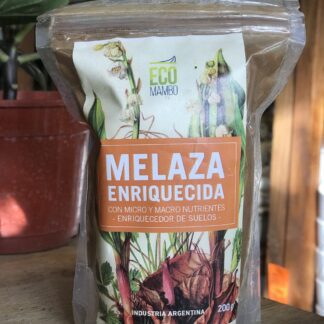 ECO
MAMBO
MELAZA
ENRIQUECIDA
CON MICRO Y MACRO NUTRIENTES
- ENRIQUECEDOR DE SUELOS -
INDUSTRIA ARGENTINA
200